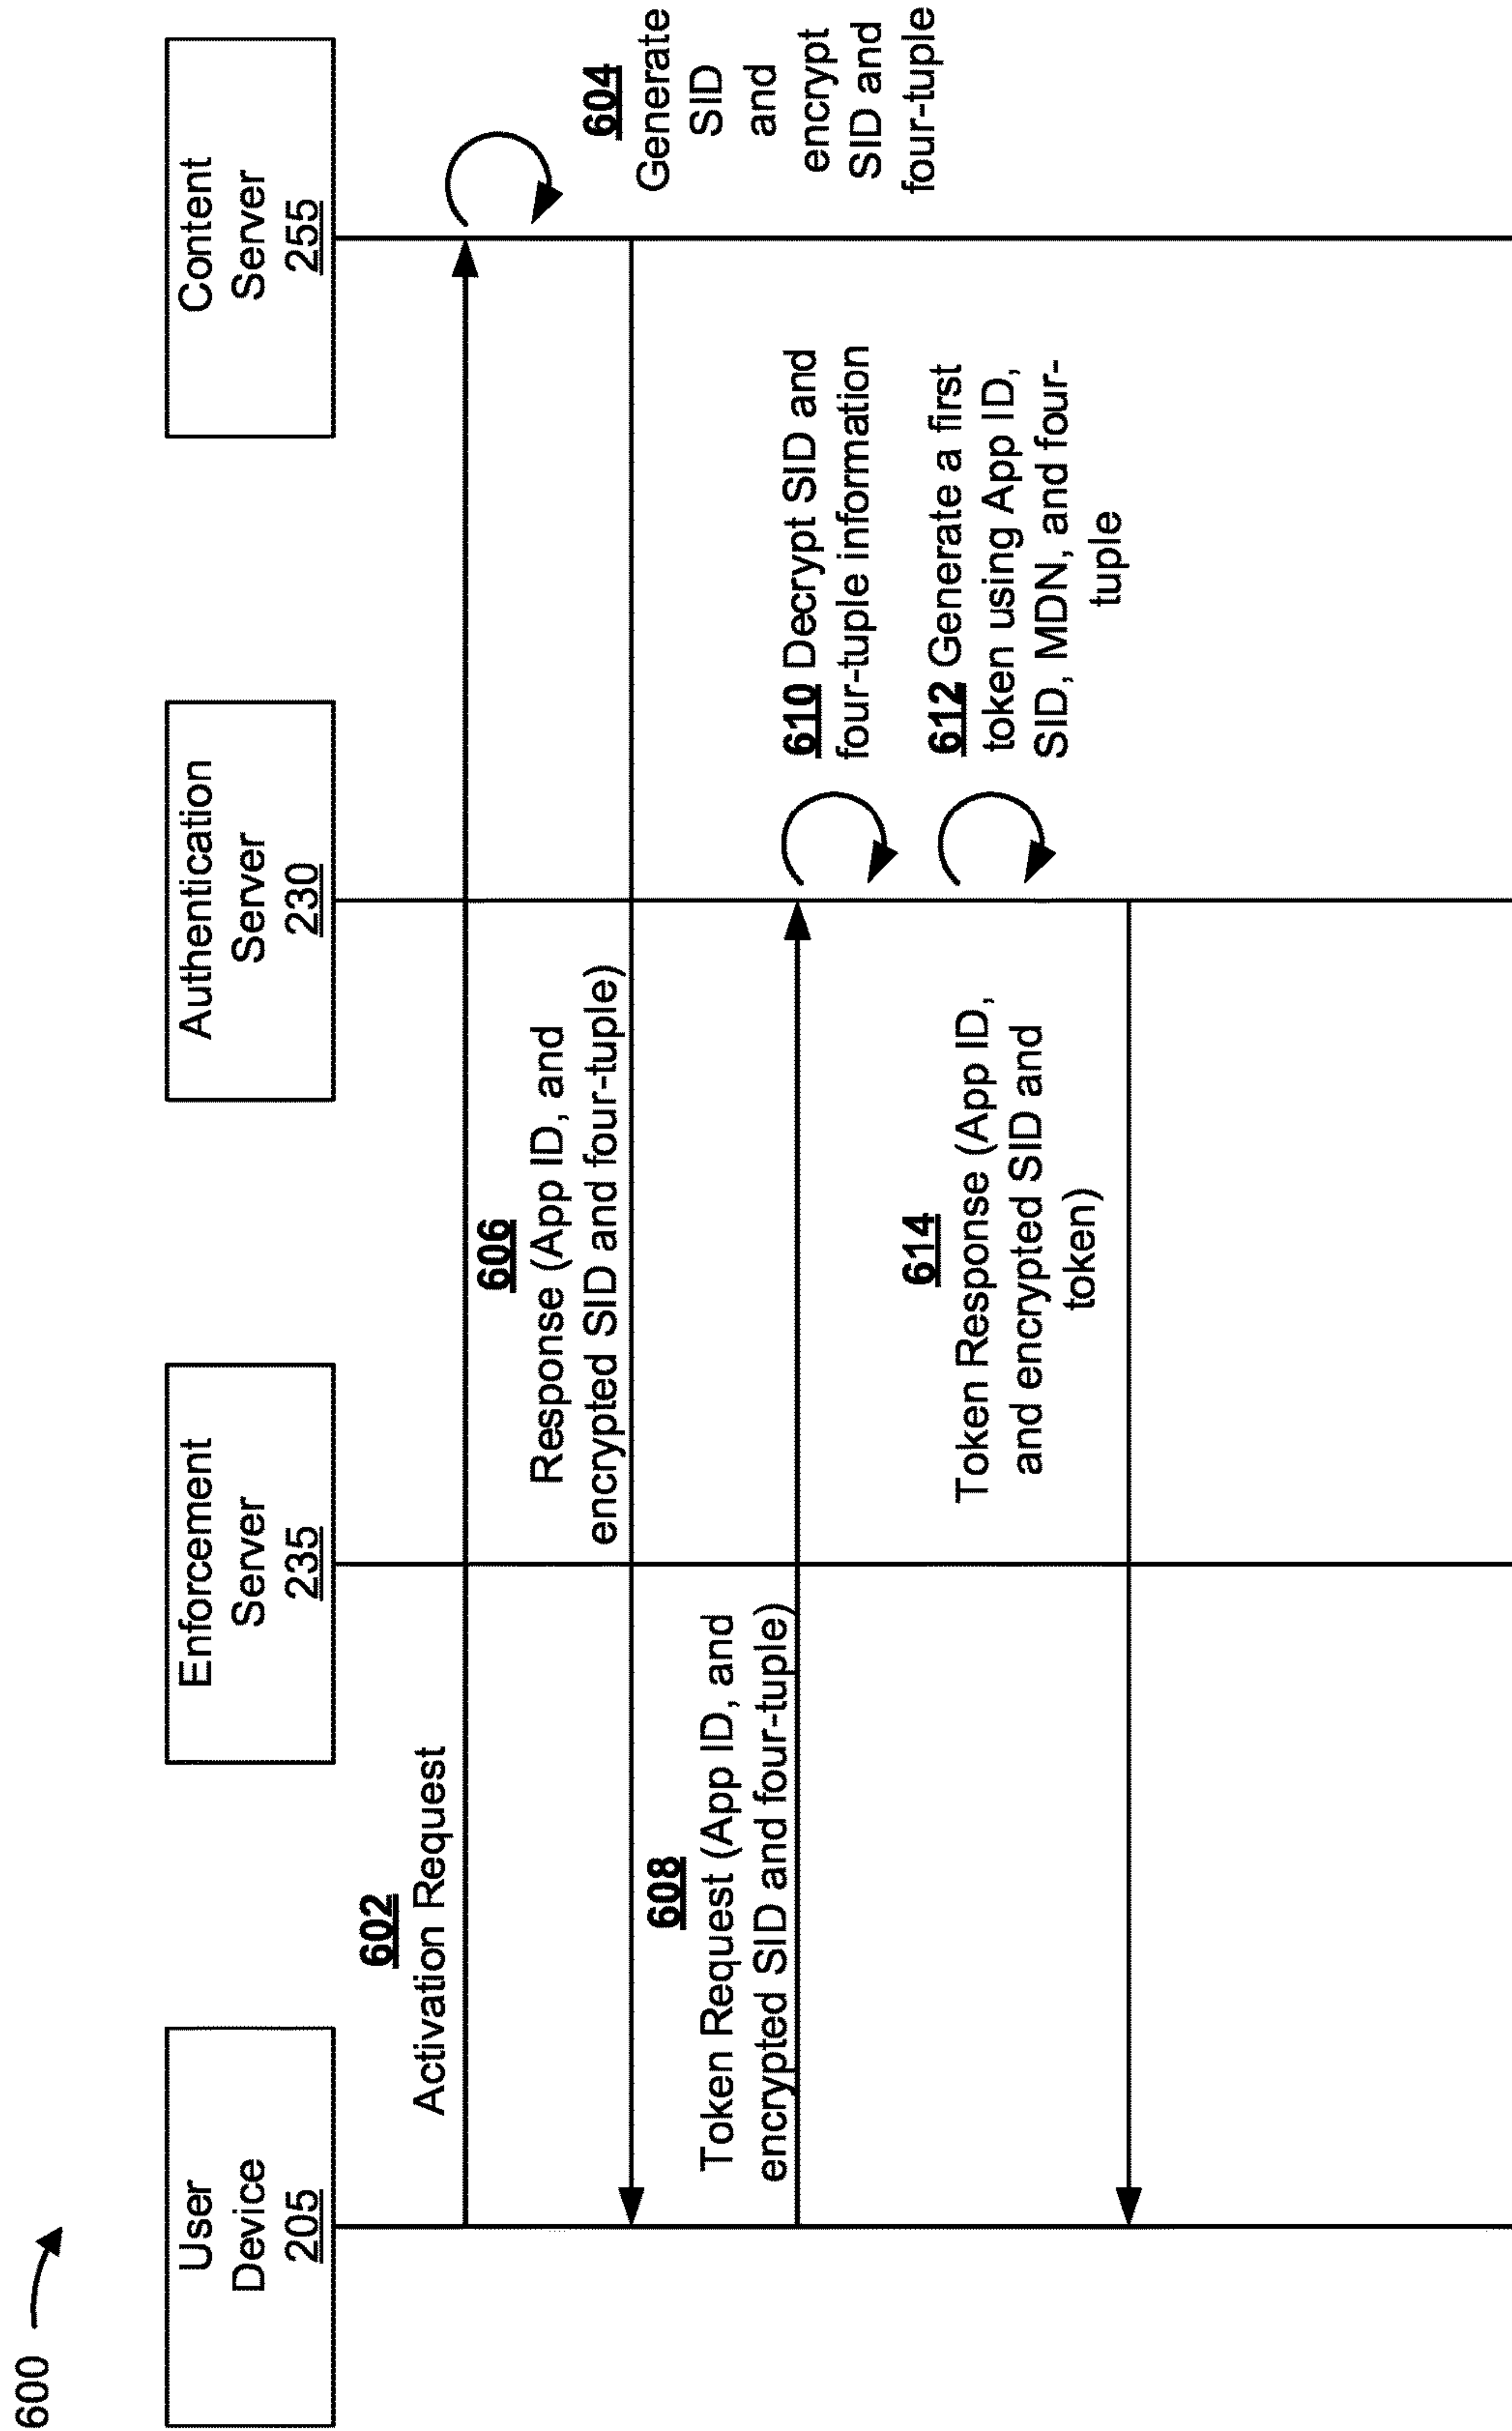 600
User
Device
205
Enforcement
Server
235
Authentication
Server
230
Content
Server
255
602
Activation Request
604
Generate
SID
and
encrypt
SID and
four-tuple
606
Response (App ID, and
encrypted SID and four-tuple)
608
Token Request (App ID, and
encrypted SID and four-tuple)
610 Decrypt SID and
four-tuple information
612 Generate a first
token using App ID,
SID, MDN, and four-
tuple
614
Token Response (App ID,
and encrypted SID and
token)